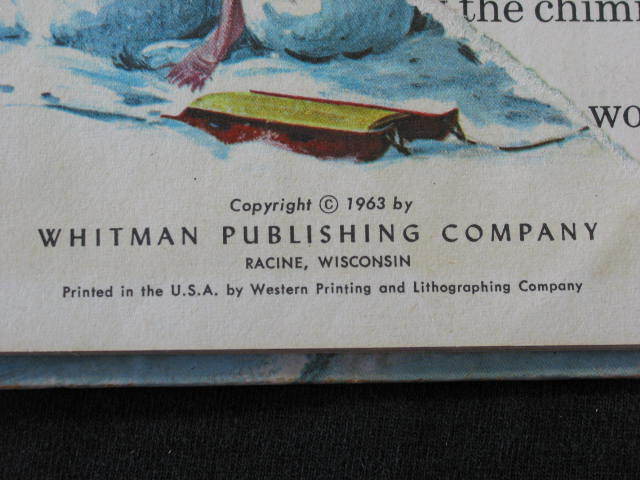 the chim
wo
Copyright © 1963 by
WHITMAN PUBLISHING COMPANY
RACINE, WISCONSIN
Printed in the U.S.A. by Western Printing and Lithographing Company